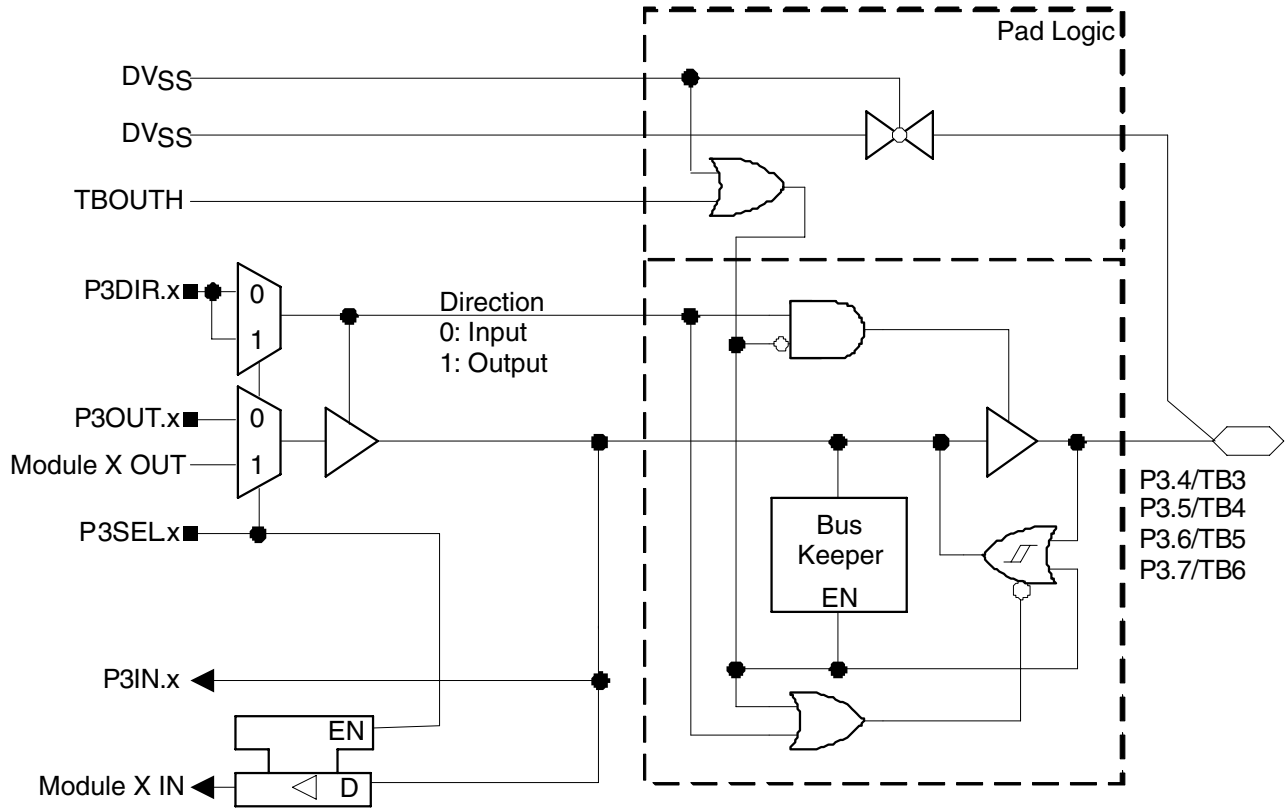 Pad Logic
DVSS
DVSS
TBOUTH
P3DIR.x
0
1
Direction
0: Input
1: Output
P3OUT.x
0
Module X OUT
1
P3SEL.x
P3.4/TB3
P3.5/TB4
P3.6/TB5
P3.7/TB6
Bus
Keeper
EN
P3IN.x
EN
Module X IN
D